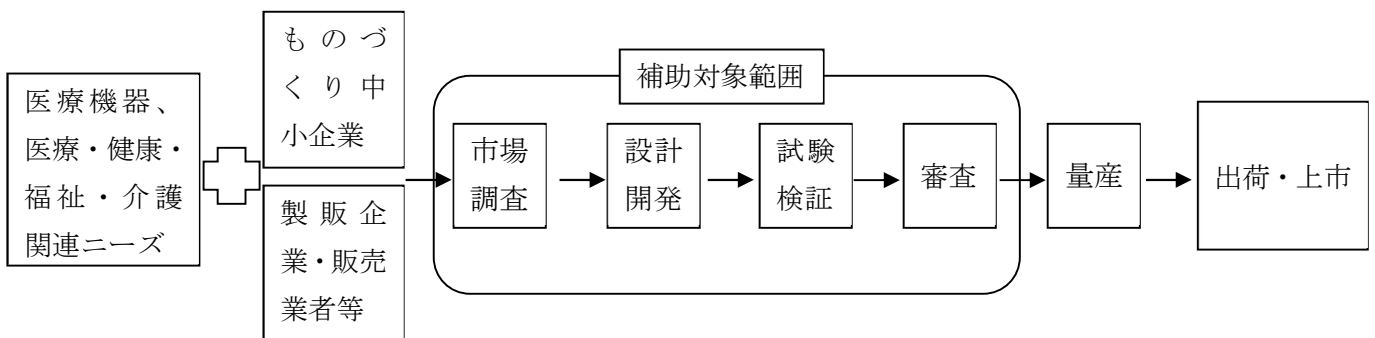 医療機器、
医療・健康・
福祉・介護
関連ニーズ
ものづ
くり中
小企業
製販企
業・販売
業者等
補助対象範囲
市場
調査
設計
開発
試験
検証
審査
量産
出荷・上市